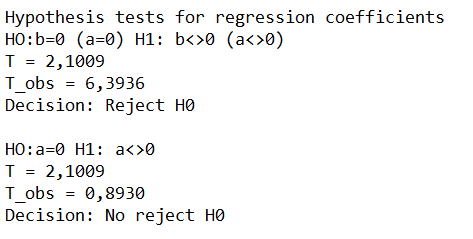 Hypothesis tests for regression coefficients
HO:b=0 (a=0) H1: b<>0 (a<>0)
T = 2,1009
T_obs = 6,3936
Decision: Reject H0

HO:a=0 H1: a<>0
T = 2,1009
T_obs = 0,8930
Decision: No reject H0